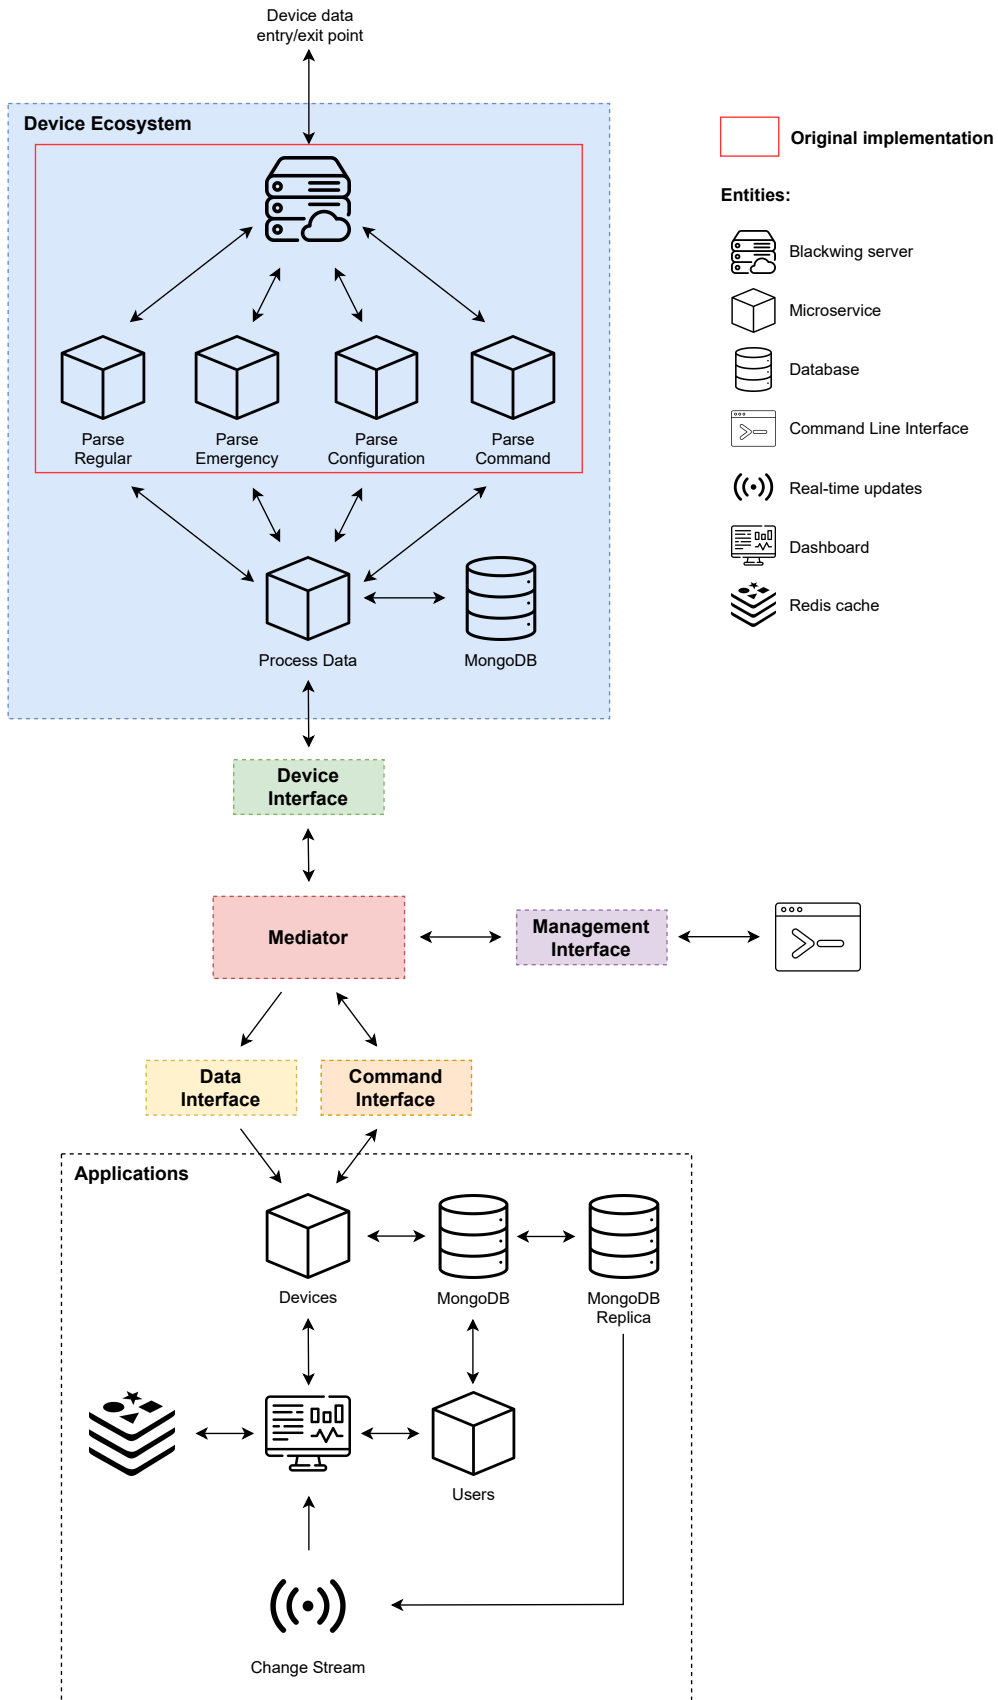 Device data
entry/exit point
Device Ecosystem
Original implementation
Entities:
Blackwing server
Microservice
Database
Command Line Interface
Real-time updates
Dashboard
Redis cache
Parse
Regular
Parse
Emergency
Parse
Configuration
Parse
Command
Process Data
MongoDB
Device
Interface
Mediator
Management
Interface
Data
Interface
Command
Interface
Applications
Devices
MongoDB
MongoDB
Replica
Users
Change Stream